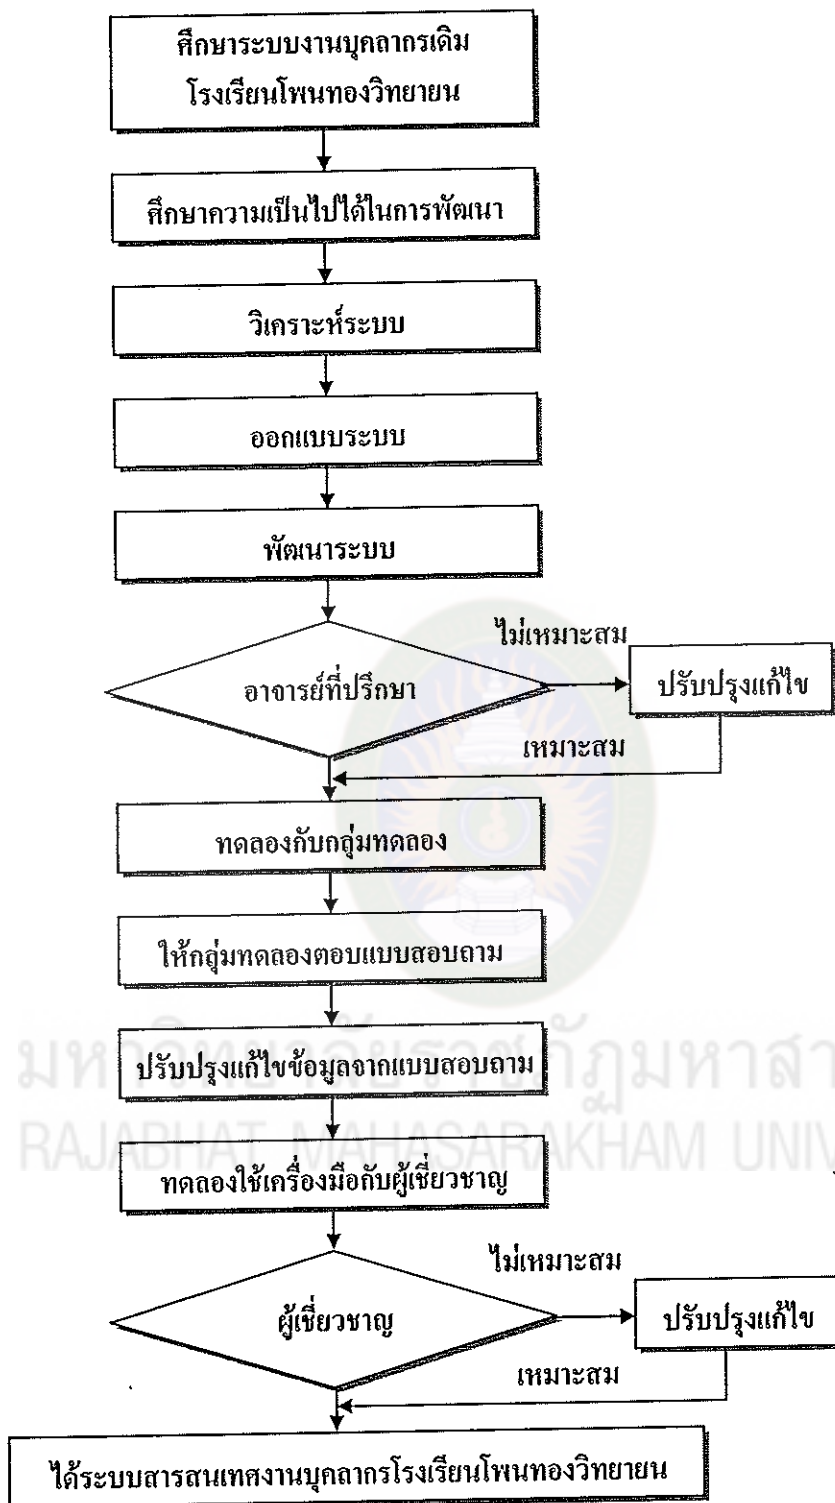 ศึกษาระบบงานบุคลากรเดิม
โรงเรียนโพนทองวิทยายน
ศึกษาความเป็นไปได้ในการพัฒนา
วิเคราะห์ระบบ
ออกแบบระบบ
พัฒนาระบบ
ไม่เหมาะสม
อาจารย์ที่ปรึกษา
ปรับปรุงแก้ไข
เหมาะสม
ทดลองกับกลุ่มทดลอง
ให้กลุ่มทดลองตอบแบบสอบถาม
มหาวิทยาลัยราชภัฏมหาสา
ปรับปรุงแก้ไขข้อมูลจากแบบสอบถาม
RAJABHAT MAHASARAKHAM UNIV
ทดลองใช้เครื่องมือกับผู้เชี่ยวชาญ
ไม่เหมาะสม
ผู้เชี่ยวชาญ
ปรับปรุงแก้ไข
เหมาะสม
ได้ระบบสารสนเทศงานบุคลากรโรงเรียนโพนทองวิทยายน